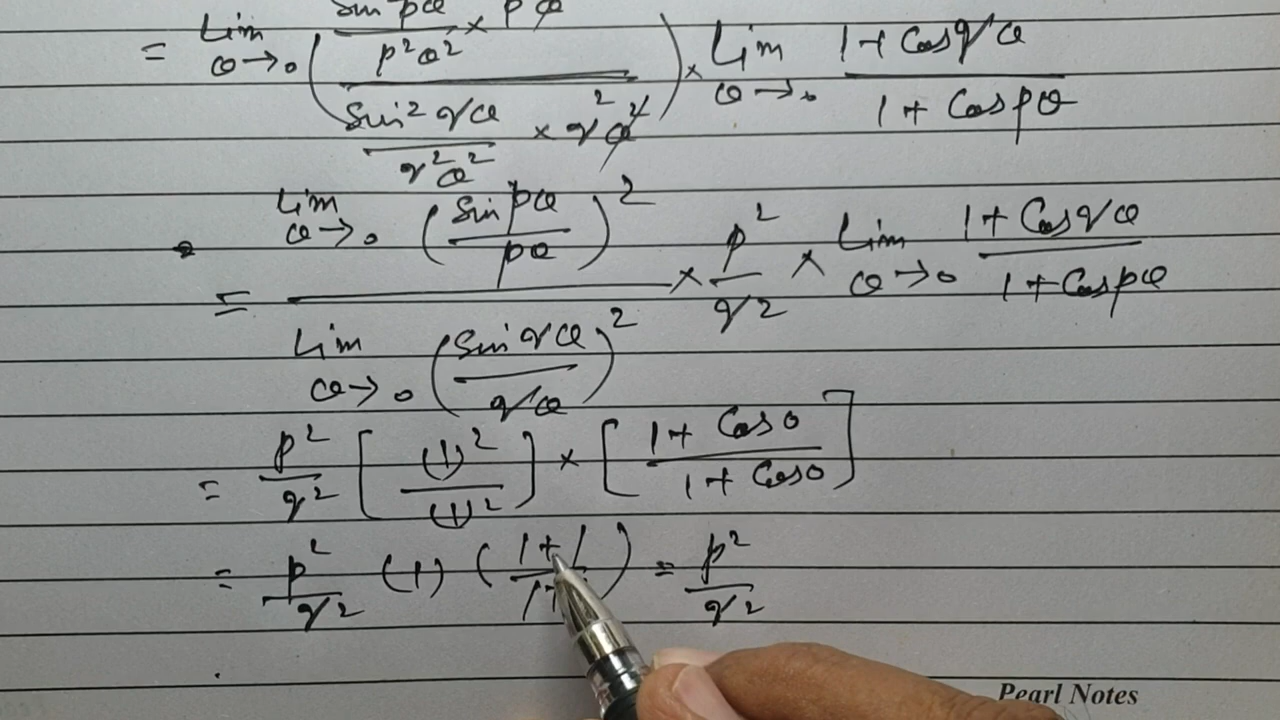 = Lim θ→0 ( (sin² pθ / p²θ² × p²θ²) / (Sin² qθ / q²θ² × q²θ²) ) × Lim θ→0 (1 + Cos qθ) / (1 + Cos pθ)
= Lim θ→0 (Sin pθ / pθ)² / Lim θ→0 (Sin qθ / qθ)² × p²/q² × Lim θ→0 (1 + Cos qθ) / (1 + Cos pθ)
= p²/q² [ (1)² / (1)² ] × [ (1 + Cos 0) / (1 + Cos 0) ]
= p²/q² (1) ( (1+1) / (1+ ) ) = p²/q²
Pearl Notes